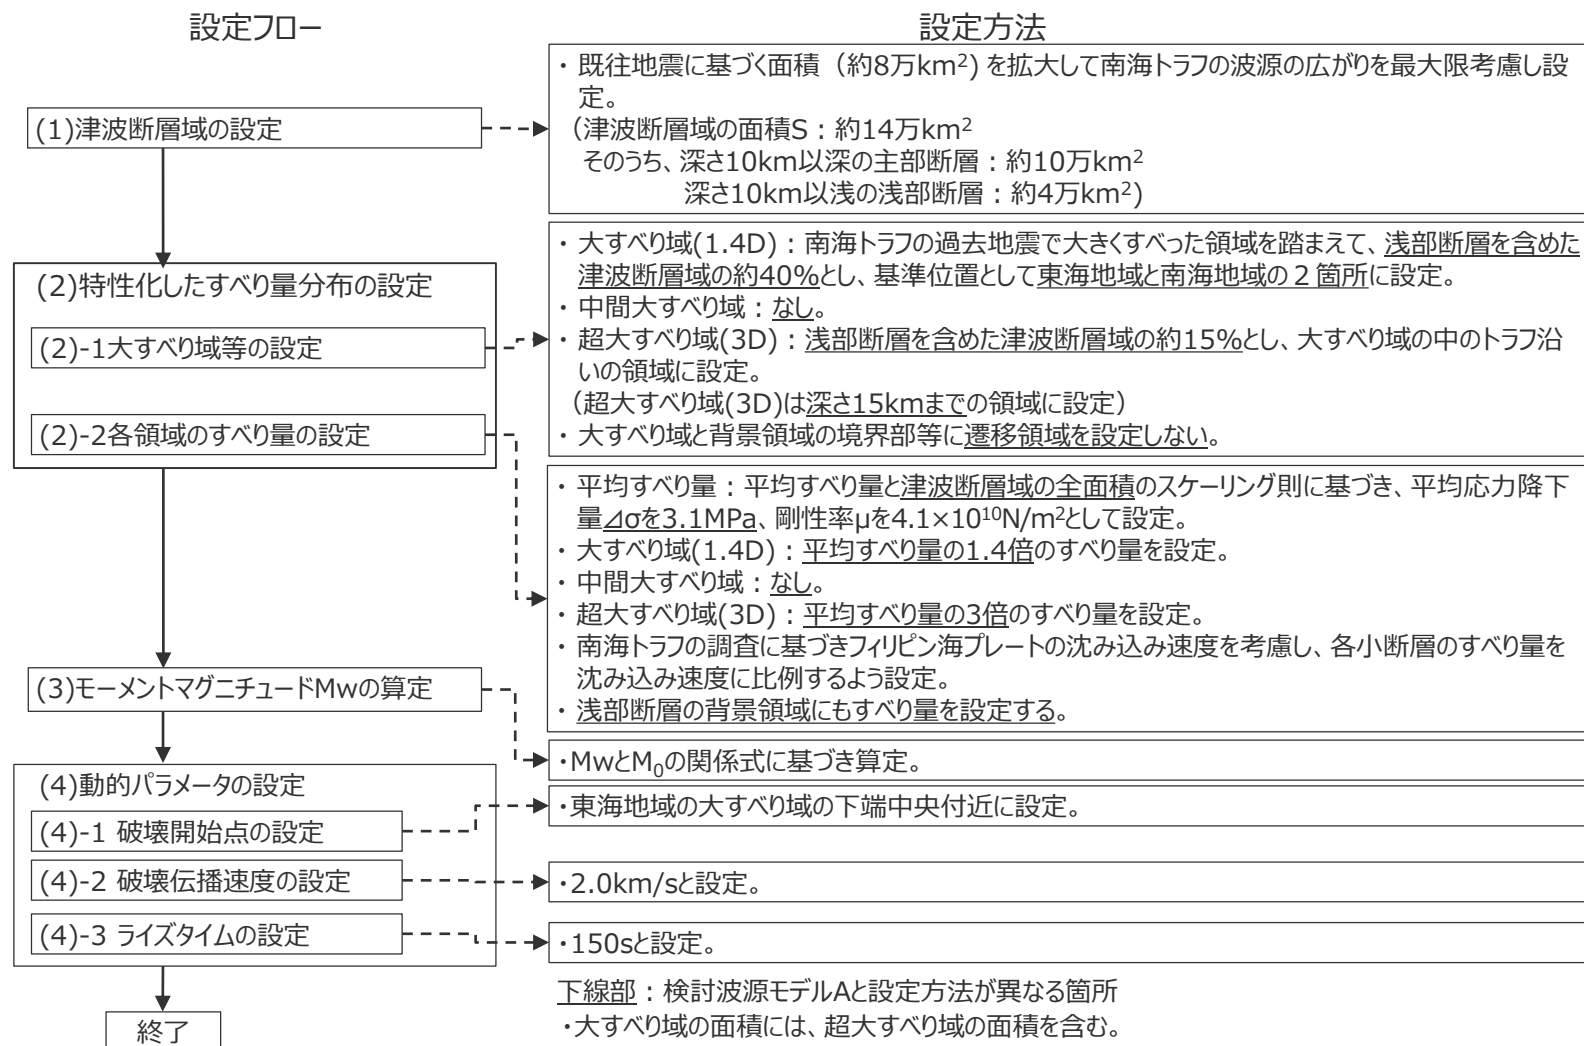 設定フロー
設定方法
(1)津波断層域の設定
・ 既往地震に基づく面積（約8万km²) を拡大して南海トラフの波源の広がりを最大限考慮し設
定。
（津波断層域の面積S：約14万km²
そのうち、深さ10km以深の主部断層：約10万km²
深さ10km以浅の浅部断層：約4万km²)
(2)特性化したすべり量分布の設定
(2)-1大すべり域等の設定
・ 大すべり域(1.4D)：南海トラフの過去地震で大きくすべった領域を踏まえて、浅部断層を含めた
津波断層域の約40%とし、基準位置として東海地域と南海地域の２箇所に設定。
・ 中間大すべり域：なし。
・ 超大すべり域(3D)：浅部断層を含めた津波断層域の約15%とし、大すべり域の中のトラフ沿
いの領域に設定。
（超大すべり域(3D)は深さ15kmまでの領域に設定）
・ 大すべり域と背景領域の境界部等に遷移領域を設定しない。
(2)-2各領域のすべり量の設定
・ 平均すべり量：平均すべり量と津波断層域の全面積のスケーリング則に基づき、平均応力降下
量⊿σを3.1MPa、剛性率μを4.1×10¹⁰N/m²として設定。
・ 大すべり域(1.4D)：平均すべり量の1.4倍のすべり量を設定。
・ 中間大すべり域：なし。
・ 超大すべり域(3D)：平均すべり量の3倍のすべり量を設定。
・ 南海トラフの調査に基づきフィリピン海プレートの沈み込み速度を考慮し、各小断層のすべり量を
沈み込み速度に比例するよう設定。
・ 浅部断層の背景領域にもすべり量を設定する。
(3)モーメントマグニチュードMwの算定
・MwとM₀の関係式に基づき算定。
(4)動的パラメータの設定
(4)-1 破壊開始点の設定
・東海地域の大すべり域の下端中央付近に設定。
(4)-2 破壊伝播速度の設定
・2.0km/sと設定。
(4)-3 ライズタイムの設定
・150sと設定。
終了
下線部：検討波源モデルAと設定方法が異なる箇所
・大すべり域の面積には、超大すべり域の面積を含む。